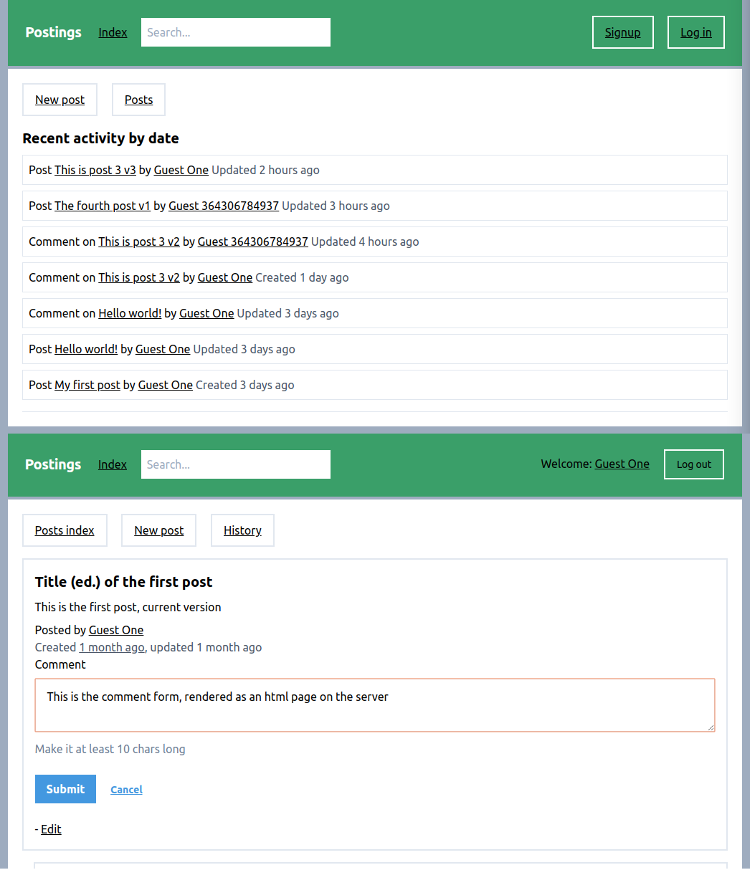 Postings Index Search... Signup Log in
New post Posts
Recent activity by date
Post This is post 3 v3 by Guest One Updated 2 hours ago
Post The fourth post v1 by Guest 364306784937 Updated 3 hours ago
Comment on This is post 3 v2 by Guest 364306784937 Updated 4 hours ago
Comment on This is post 3 v2 by Guest One Created 1 day ago
Comment on Hello world! by Guest One Updated 3 days ago
Post Hello world! by Guest One Updated 3 days ago
Post My first post by Guest One Created 3 days ago
Postings Index Search... Welcome: Guest One Log out
Posts index New post History
Title (ed.) of the first post
This is the first post, current version
Posted by Guest One
Created 1 month ago, updated 1 month ago
Comment
This is the comment form, rendered as an html page on the server
Make it at least 10 chars long
Submit Cancel
- Edit